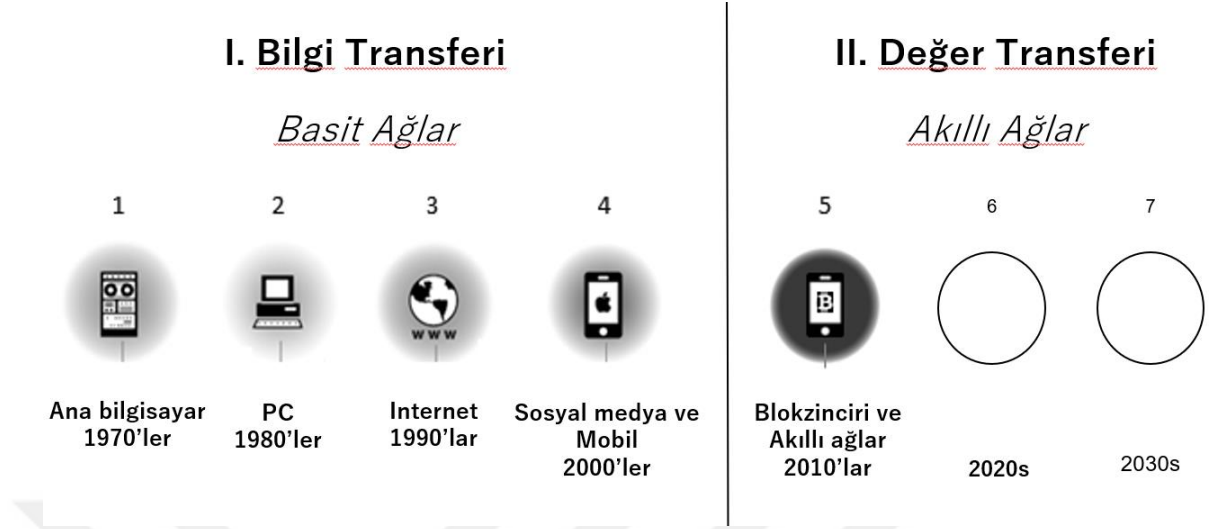 I. Bilgi Transferi
Basit Ağlar
1
2
3
4
WWW
Ana bilgisayar
1970’ler
PC
1980’ler
Internet
1990’lar
Sosyal medya ve
Mobil
2000’ler
II. Değer Transferi
Akıllı Ağlar
5
6
7
B
Blokzinciri ve
Akıllı ağlar
2010’lar
2020s
2030s